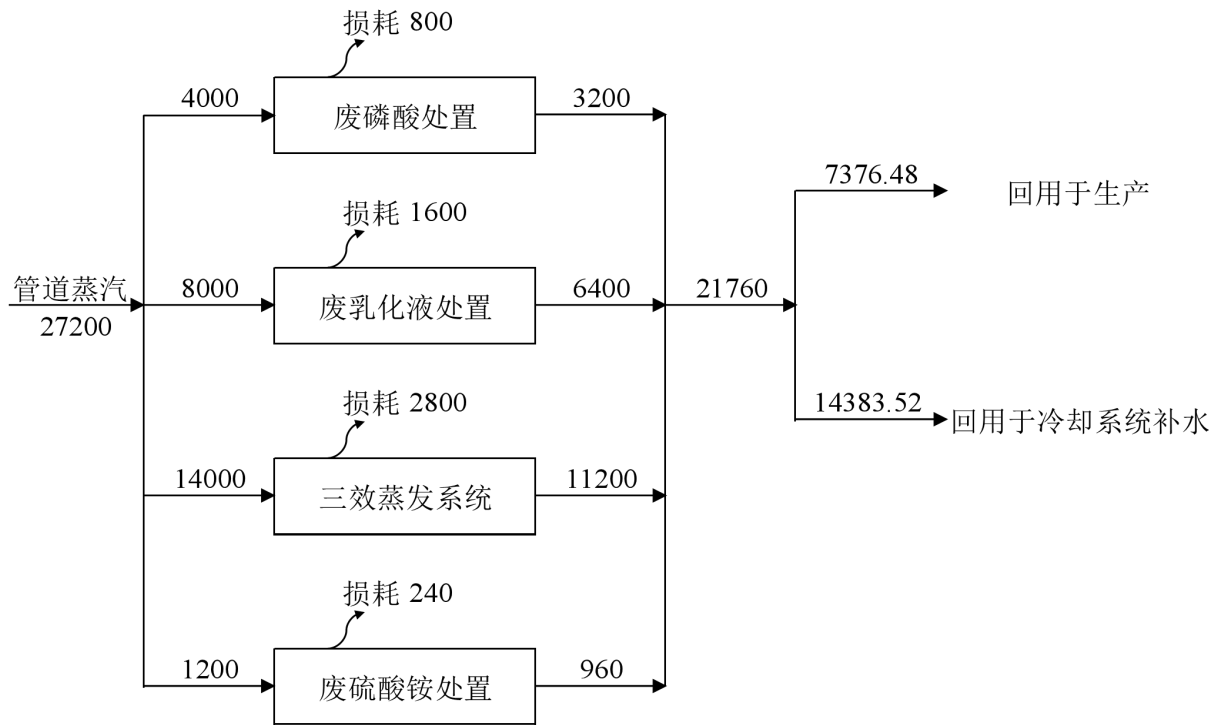 损耗 800
4000
废磷酸处置
3200
7376.48
回用于生产
损耗 1600
管道蒸汽
27200
8000
废乳化液处置
6400
21760
损耗 2800
14383.52
回用于冷却系统补水
14000
三效蒸发系统
11200
损耗 240
1200
废硫酸铵处置
960